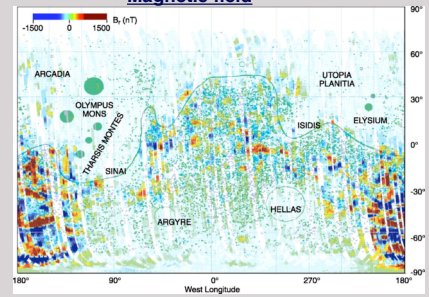 Magnetic field
Br (nT)
-1500 0 1500
90°
60°
30°
0°
-30°
-60°
-90°
ARCADIA
OLYMPUS
MONS
THARSIS MONTES
SINAI
ARGYRE
UTOPIA
PLANITIA
ELYSIUM
ISIDIS
HELLAS
180° 90° 0° 270° 180°
West Longitude